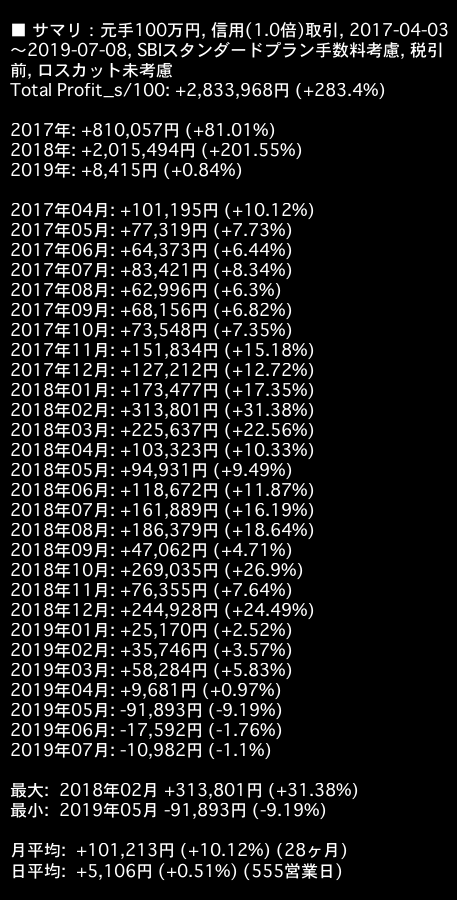 ■ サマリ：元手100万円, 信用(1.0倍)取引, 2017-04-03
～2019-07-08, SBIスタンダードプラン手数料考慮, 税引
前, ロスカット未考慮
Total Profit_s/100: +2,833,968円 (+283.4%)
2017年: +810,057円 (+81.01%)
2018年: +2,015,494円 (+201.55%)
2019年: +8,415円 (+0.84%)
2017年04月: +101,195円 (+10.12%)
2017年05月: +77,319円 (+7.73%)
2017年06月: +64,373円 (+6.44%)
2017年07月: +83,421円 (+8.34%)
2017年08月: +62,996円 (+6.3%)
2017年09月: +68,156円 (+6.82%)
2017年10月: +73,548円 (+7.35%)
2017年11月: +151,834円 (+15.18%)
2017年12月: +127,212円 (+12.72%)
2018年01月: +173,477円 (+17.35%)
2018年02月: +313,801円 (+31.38%)
2018年03月: +225,637円 (+22.56%)
2018年04月: +103,323円 (+10.33%)
2018年05月: +94,931円 (+9.49%)
2018年06月: +118,672円 (+11.87%)
2018年07月: +161,889円 (+16.19%)
2018年08月: +186,379円 (+18.64%)
2018年09月: +47,062円 (+4.71%)
2018年10月: +269,035円 (+26.9%)
2018年11月: +76,355円 (+7.64%)
2018年12月: +244,928円 (+24.49%)
2019年01月: +25,170円 (+2.52%)
2019年02月: +35,746円 (+3.57%)
2019年03月: +58,284円 (+5.83%)
2019年04月: +9,681円 (+0.97%)
2019年05月: -91,893円 (-9.19%)
2019年06月: -17,592円 (-1.76%)
2019年07月: -10,982円 (-1.1%)
最大: 2018年02月 +313,801円 (+31.38%)
最小: 2019年05月 -91,893円 (-9.19%)
月平均: +101,213円 (+10.12%) (28ヶ月)
日平均: +5,106円 (+0.51%) (555営業日)